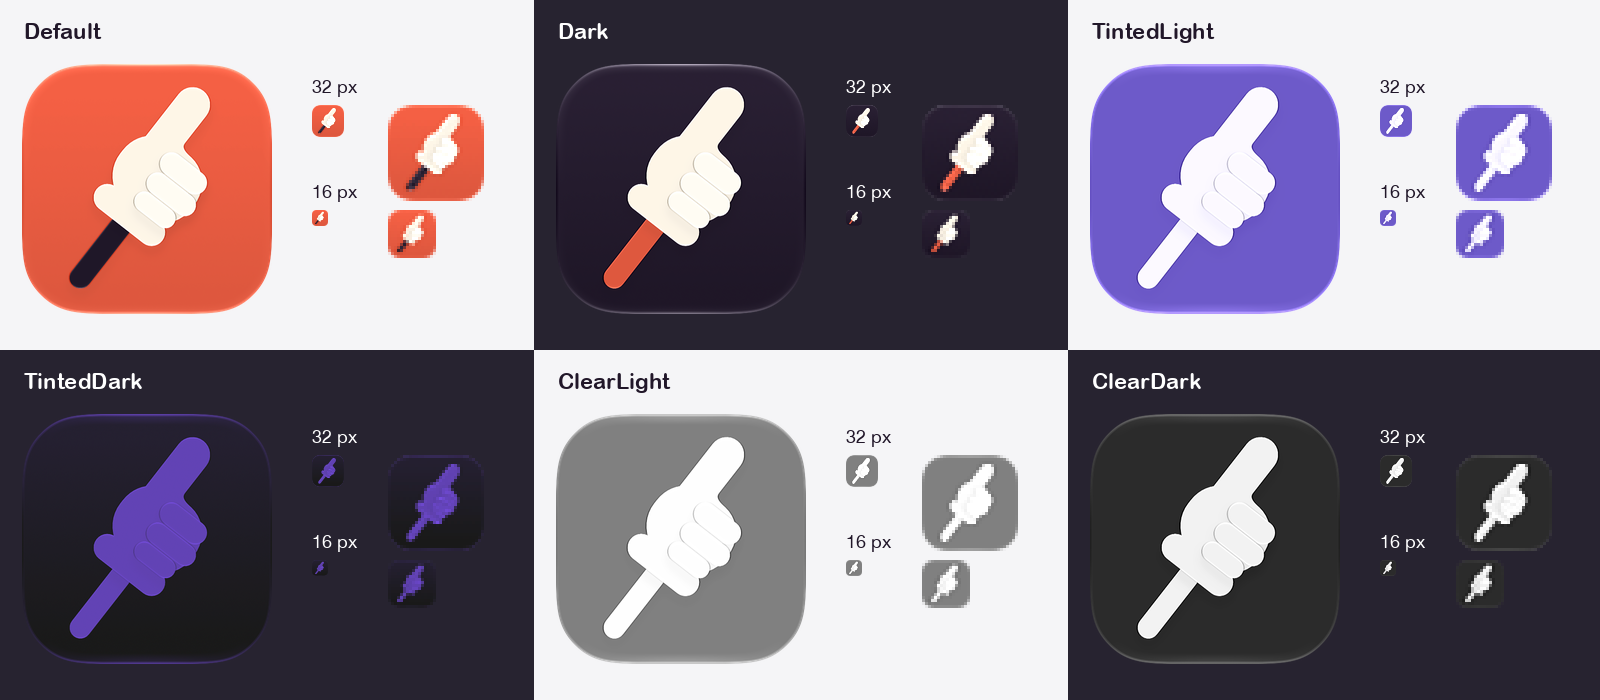 Default
32 px
16 px
Dark
32 px
16 px
TintedLight
32 px
16 px
TintedDark
32 px
16 px
ClearLight
32 px
16 px
ClearDark
32 px
16 px